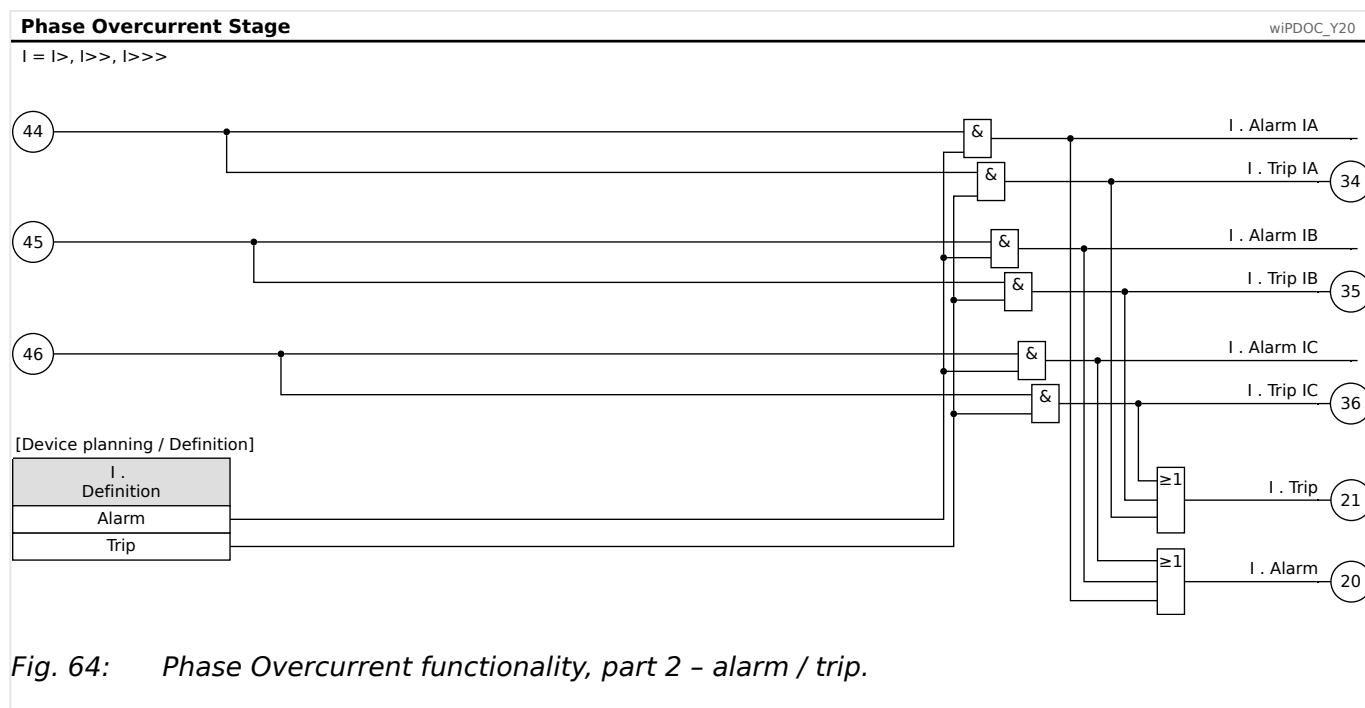 Phase Overcurrent Stage
wiPDOC_Y20
I = I>, I>>, I>>>
44
&
I . Alarm IA
&
I . Trip IA
34
45
&
I . Alarm IB
&
I . Trip IB
35
46
&
I . Alarm IC
&
I . Trip IC
36
[Device planning / Definition]
I .
Definition
Alarm
Trip
≥1
I . Trip
21
≥1
I . Alarm
20
Fig. 64: Phase Overcurrent functionality, part 2 – alarm / trip.